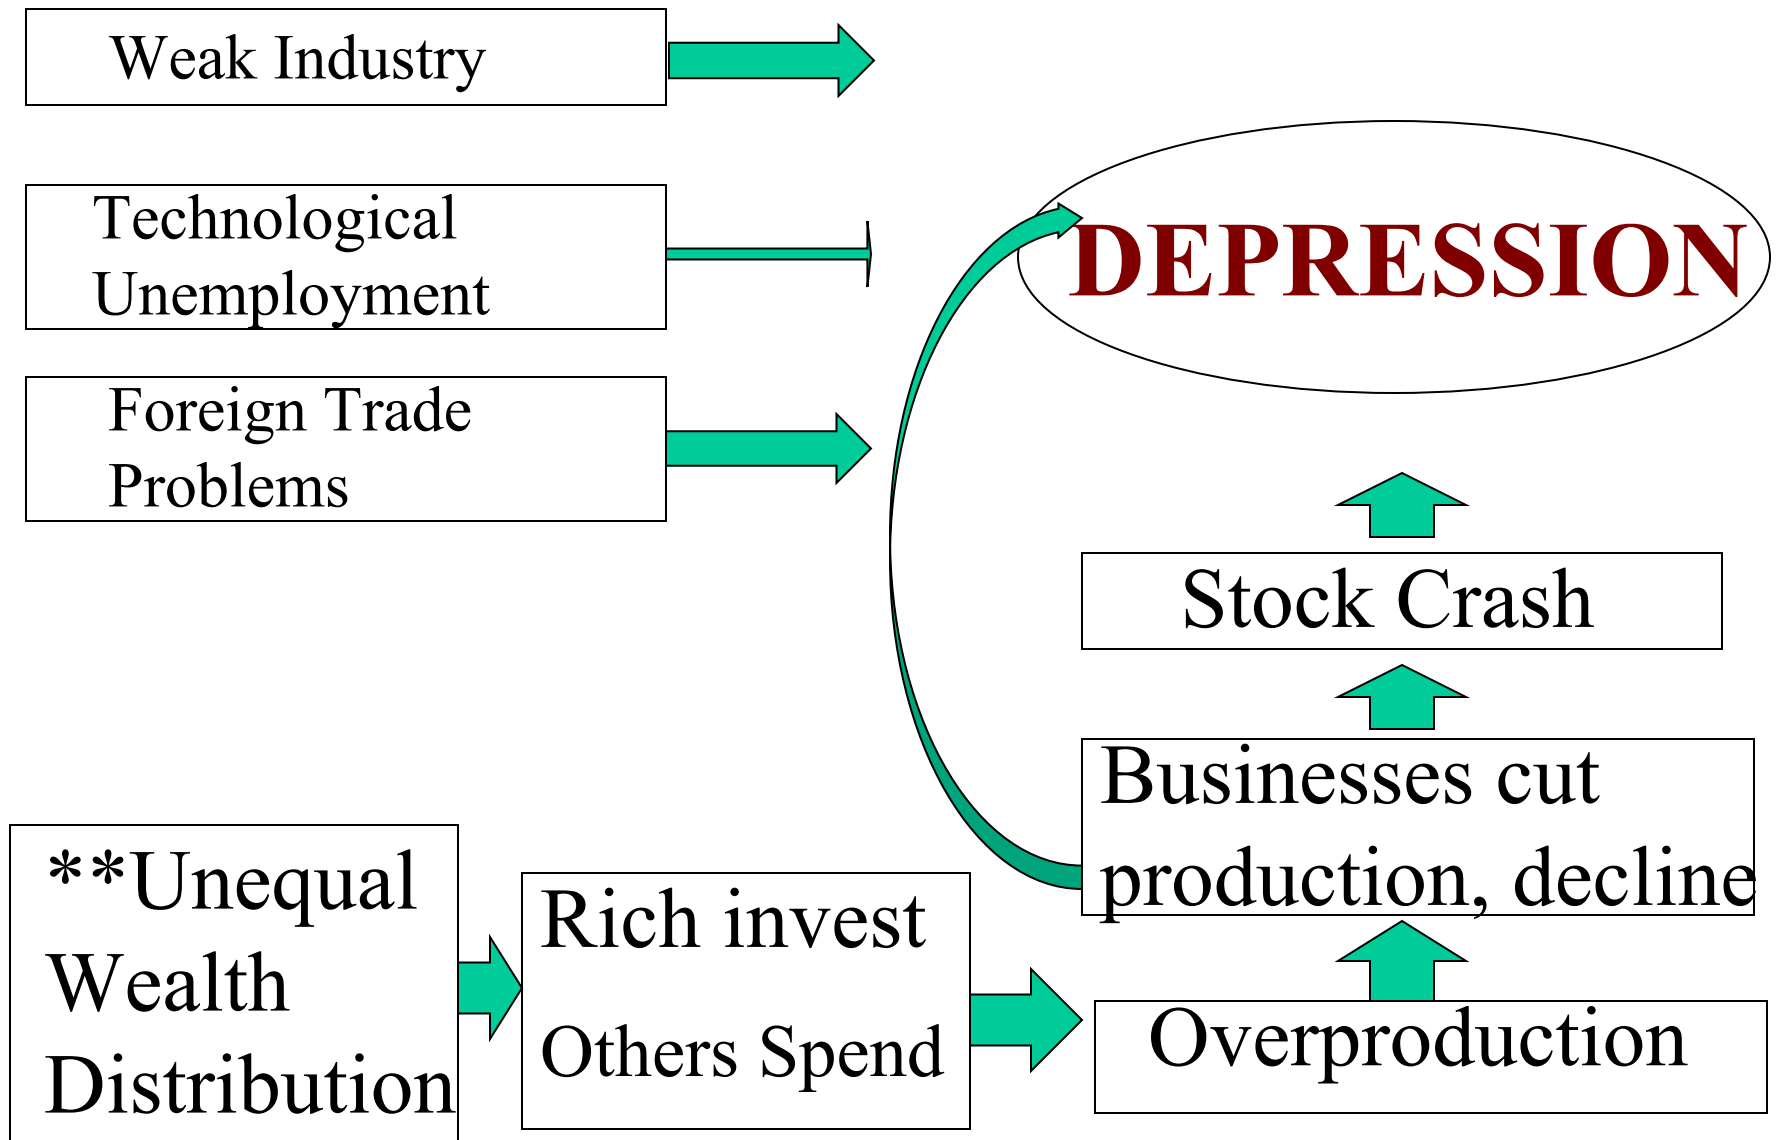 Weak Industry
Technological
Unemployment
Foreign Trade
Problems
DEPRESSION
Stock Crash
Businesses cut
production, decline
**Unequal
Wealth
Distribution
Rich invest
Others Spend
Overproduction